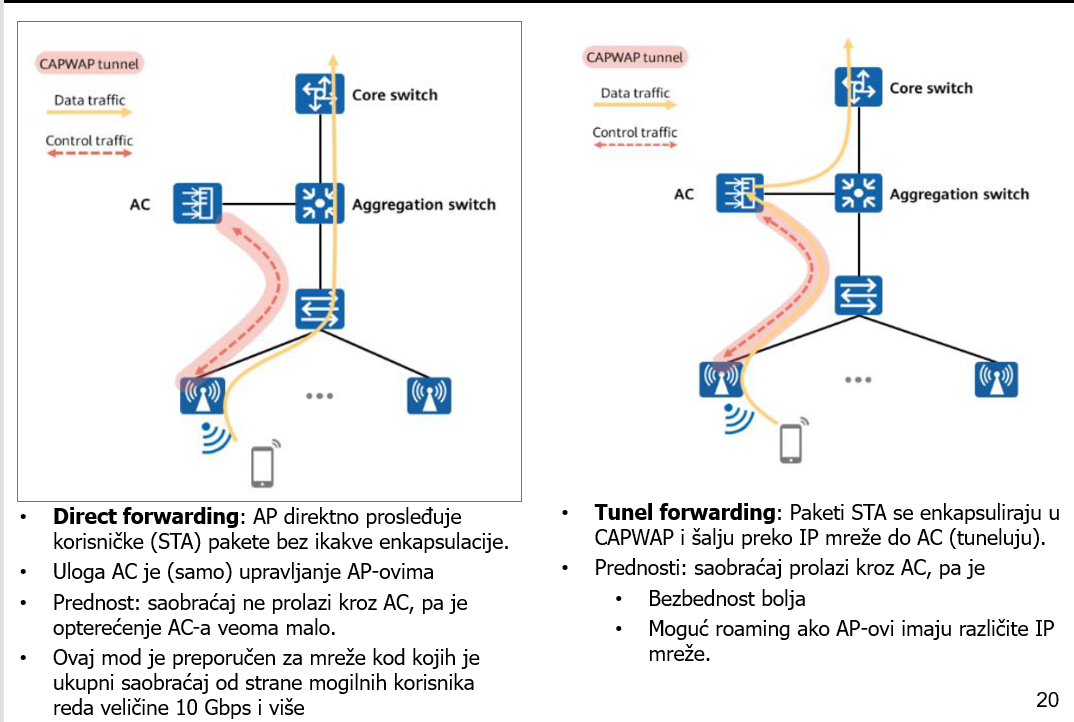 CAPWAP tunnel
Data traffic
Control traffic
Core switch
AC
Aggregation switch
• Direct forwarding: AP direktno prosleđuje
korisničke (STA) pakete bez ikakve enkapsulacije.
• Uloga AC je (samo) upravljanje AP-ovima
• Prednost: saobraćaj ne prolazi kroz AC, pa je
opterećenje AC-a veoma malo.
• Ovaj mod je preporučen za mreže kod kojih je
ukupni saobraćaj od strane mogilnih korisnika
reda veličine 10 Gbps i više
CAPWAP tunnel
Data traffic
Control traffic
Core switch
AC
Aggregation switch
• Tunel forwarding: Paketi STA se enkapsuliraju u
CAPWAP i šalju preko IP mreže do AC (tuneluju).
• Prednosti: saobraćaj prolazi kroz AC, pa je
• Bezbednost bolja
• Moguć roaming ako AP-ovi imaju različite IP
mreže.
20